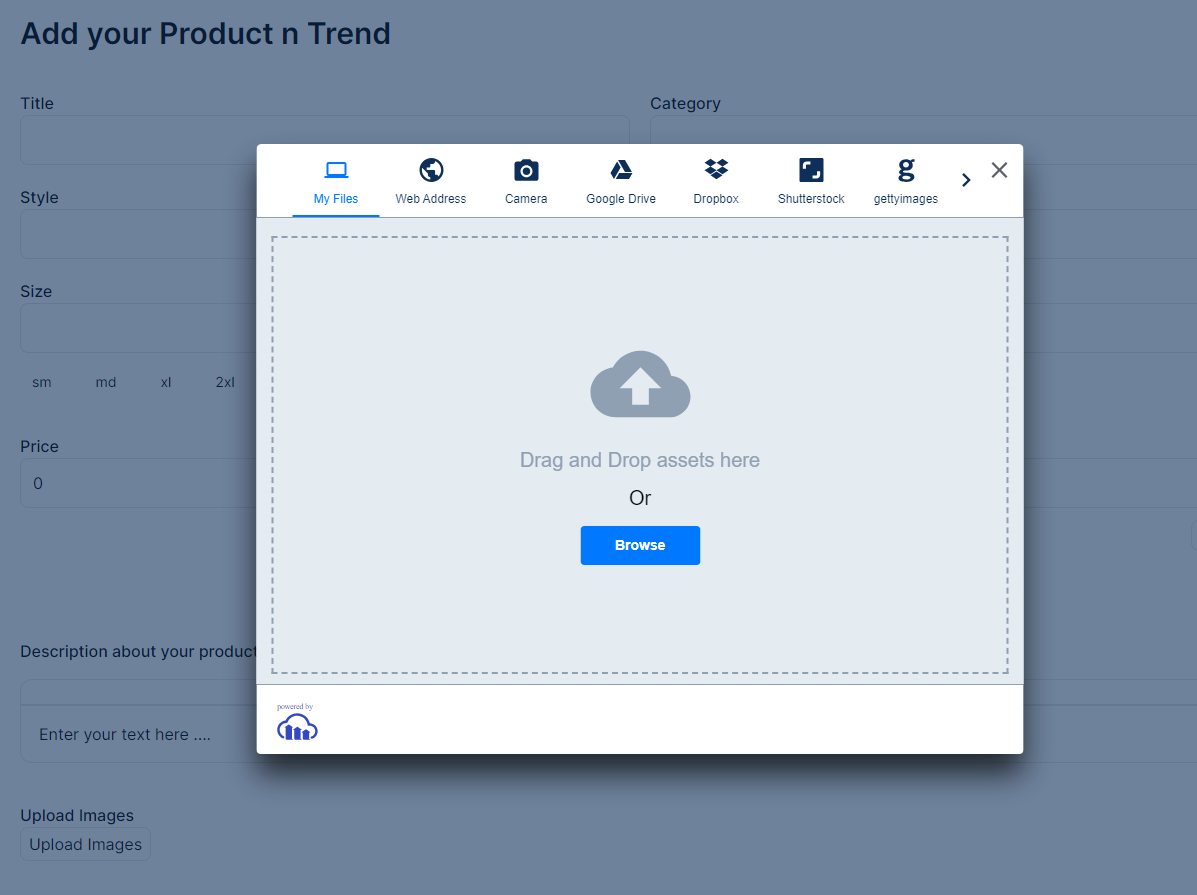 Add your Product n Trend
Title
Category
Style
Size
sm md xl 2xl
Price
0
Description about your product
Enter your text here ....
Upload Images
Upload Images
My Files Web Address Camera Google Drive Dropbox Shutterstock gettyimages
Drag and Drop assets here
Or
Browse
powered by